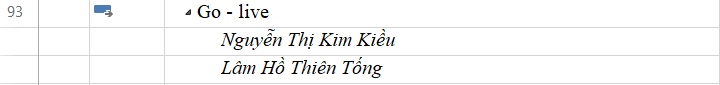 93 Go - live
Nguyễn Thị Kim Kiều
Lâm Hồ Thiên Tống